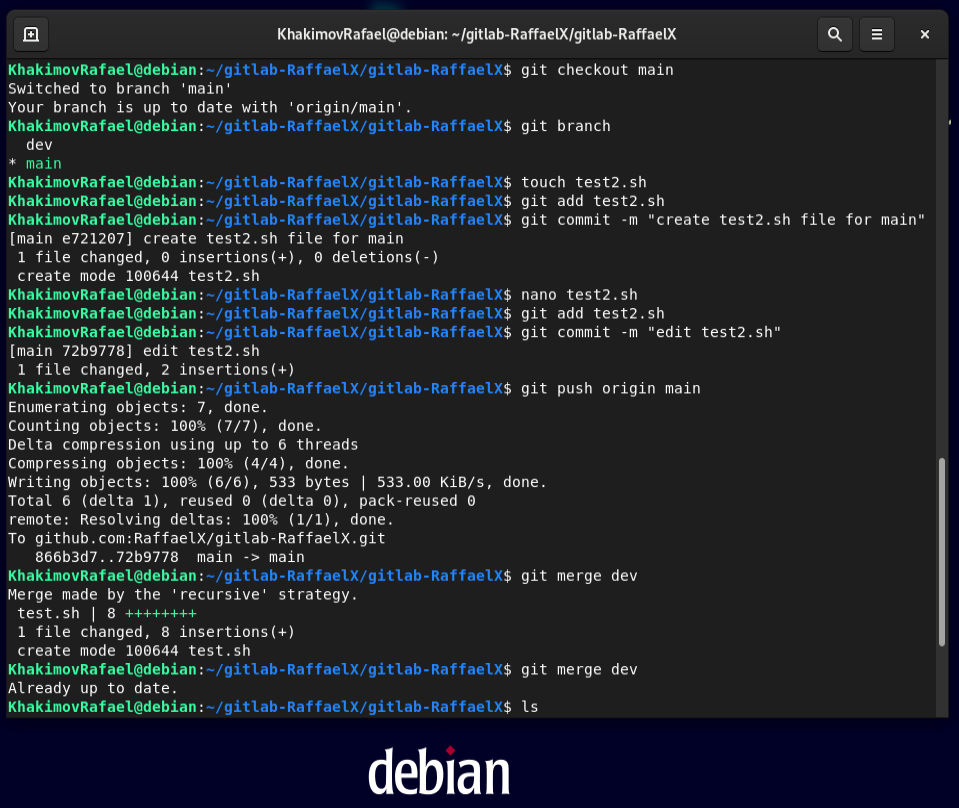 KhakimovRafael@debian: ~/gitlab-RaffaelX/gitlab-RaffaelX
KhakimovRafael@debian:~/gitlab-RaffaelX/gitlab-RaffaelX$ git checkout main
Switched to branch 'main'
Your branch is up to date with 'origin/main'.
KhakimovRafael@debian:~/gitlab-RaffaelX/gitlab-RaffaelX$ git branch
  dev
* main
KhakimovRafael@debian:~/gitlab-RaffaelX/gitlab-RaffaelX$ touch test2.sh
KhakimovRafael@debian:~/gitlab-RaffaelX/gitlab-RaffaelX$ git add test2.sh
KhakimovRafael@debian:~/gitlab-RaffaelX/gitlab-RaffaelX$ git commit -m "create test2.sh file for main"
[main e721207] create test2.sh file for main
 1 file changed, 0 insertions(+), 0 deletions(-)
 create mode 100644 test2.sh
KhakimovRafael@debian:~/gitlab-RaffaelX/gitlab-RaffaelX$ nano test2.sh
KhakimovRafael@debian:~/gitlab-RaffaelX/gitlab-RaffaelX$ git add test2.sh
KhakimovRafael@debian:~/gitlab-RaffaelX/gitlab-RaffaelX$ git commit -m "edit test2.sh"
[main 72b9778] edit test2.sh
 1 file changed, 2 insertions(+)
KhakimovRafael@debian:~/gitlab-RaffaelX/gitlab-RaffaelX$ git push origin main
Enumerating objects: 7, done.
Counting objects: 100% (7/7), done.
Delta compression using up to 6 threads
Compressing objects: 100% (4/4), done.
Writing objects: 100% (6/6), 533 bytes | 533.00 KiB/s, done.
Total 6 (delta 1), reused 0 (delta 0), pack-reused 0
remote: Resolving deltas: 100% (1/1), done.
To github.com:RaffaelX/gitlab-RaffaelX.git
   866b3d7..72b9778  main -> main
KhakimovRafael@debian:~/gitlab-RaffaelX/gitlab-RaffaelX$ git merge dev
Merge made by the 'recursive' strategy.
 test.sh | 8 ++++++++
 1 file changed, 8 insertions(+)
 create mode 100644 test.sh
KhakimovRafael@debian:~/gitlab-RaffaelX/gitlab-RaffaelX$ git merge dev
Already up to date.
KhakimovRafael@debian:~/gitlab-RaffaelX/gitlab-RaffaelX$ ls
debian